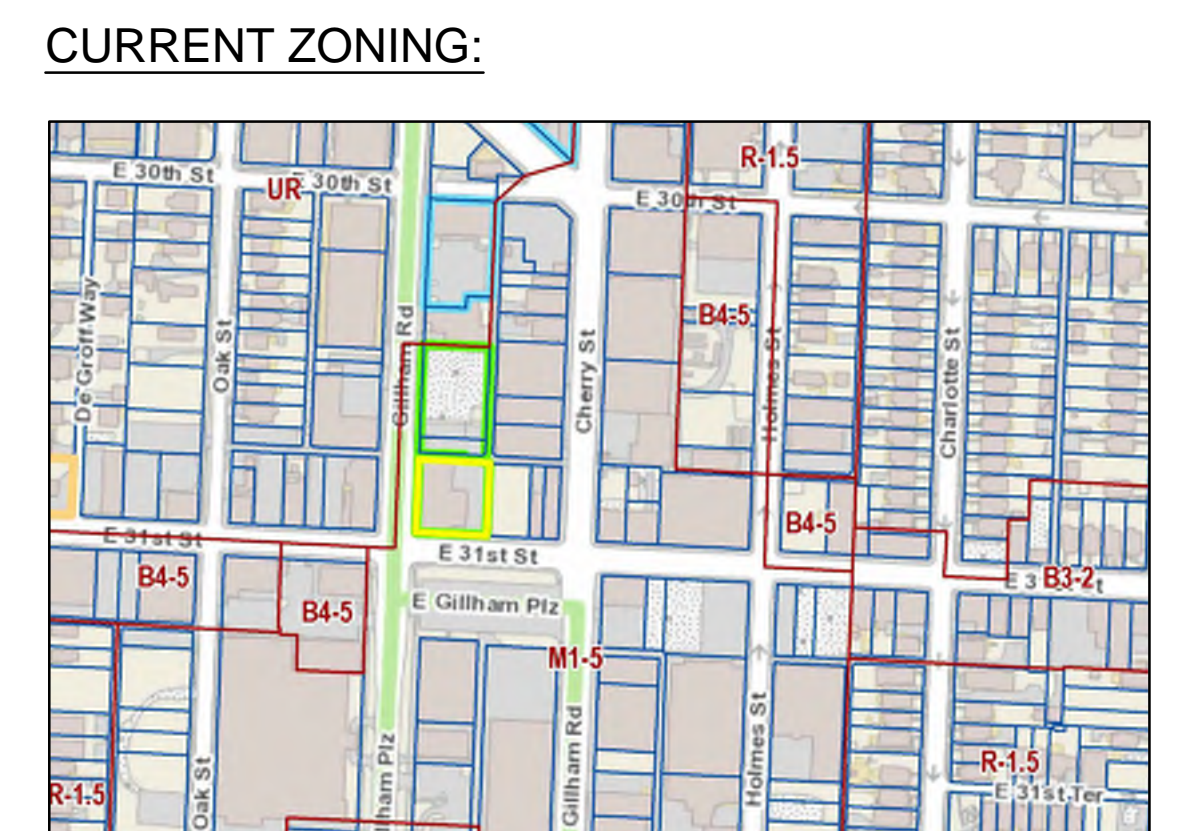 CURRENT ZONING:
R-1.5
E 30th St
UR
30th St
E 30th St
De Groff Way
Oak St
Gillham Rd
Cherry St
B4-5
Holmes St
Charlotte St
B4-5
E 31st St
E 31st St
B4-5
B4-5
E Gillham Plz
E 3
B3-2
t
M1-5
Oak St
llham Plz
Gillham Rd
Holmes St
R-1.5
R-1.5
E 31st Ter